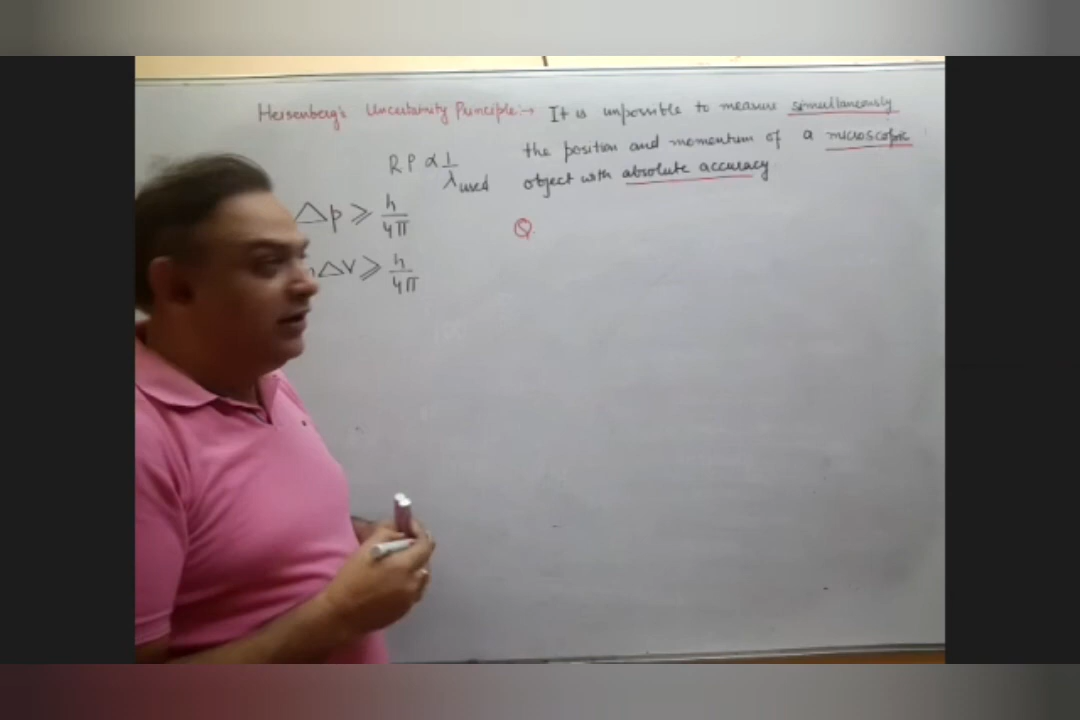 Heisenberg's Uncertainity Principle:→ It is impossible to measure simultaneously
the position and momentum of a microscopic
object with absolute accuracy
RP ∝ 1/λused
Δp ⩾ h/4π
ΔV ⩾ h/4π
Q.